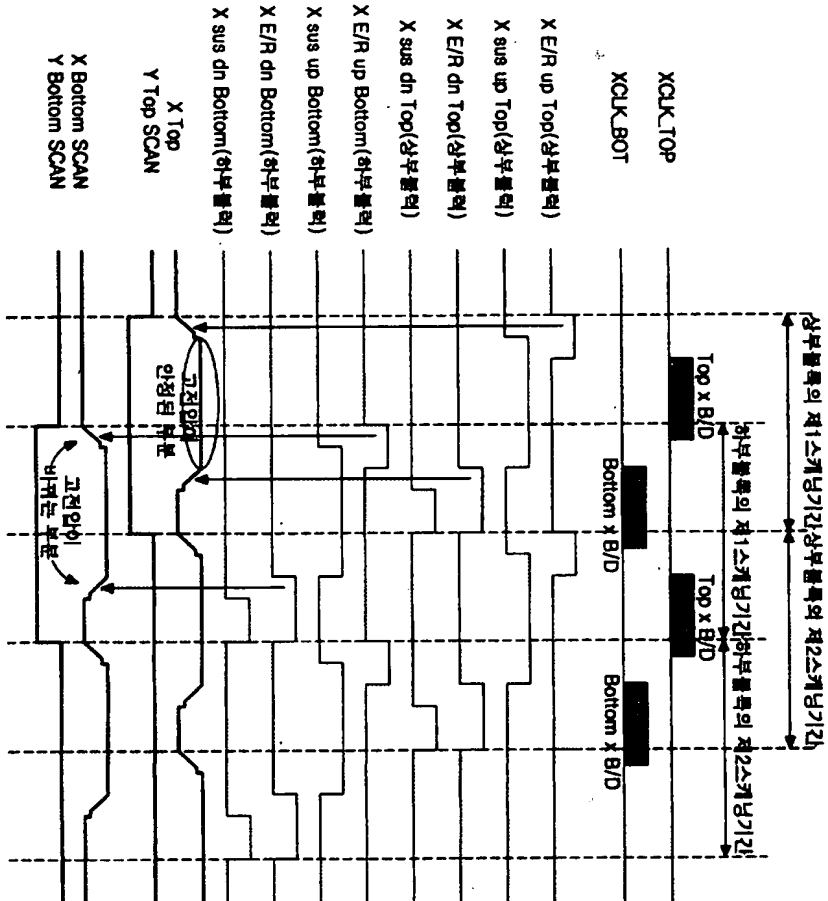 상부블록의 제1스캐닝기간 상부블록의 제2스캐닝기간
하부블록의 제1스캐닝기간 하부블록의 제2스캐닝기간
XCLK_TOP
Top x B/D
Top x B/D
XCLK_BOT
Bottom x B/D
Bottom x B/D
X E/R up Top(상부블럭)
X sus up Top(상부블럭)
X E/R dn Top(상부블럭)
X sus dn Top(상부블럭)
X E/R up Bottom(하부블럭)
X sus up Bottom(하부블럭)
X E/R dn Bottom(하부블럭)
X sus dn Bottom(하부블럭)
X Top
Y Top SCAN
고전압이
안정된 부분
X Bottom SCAN
Y Bottom SCAN
고전압이
바뀌는 부분